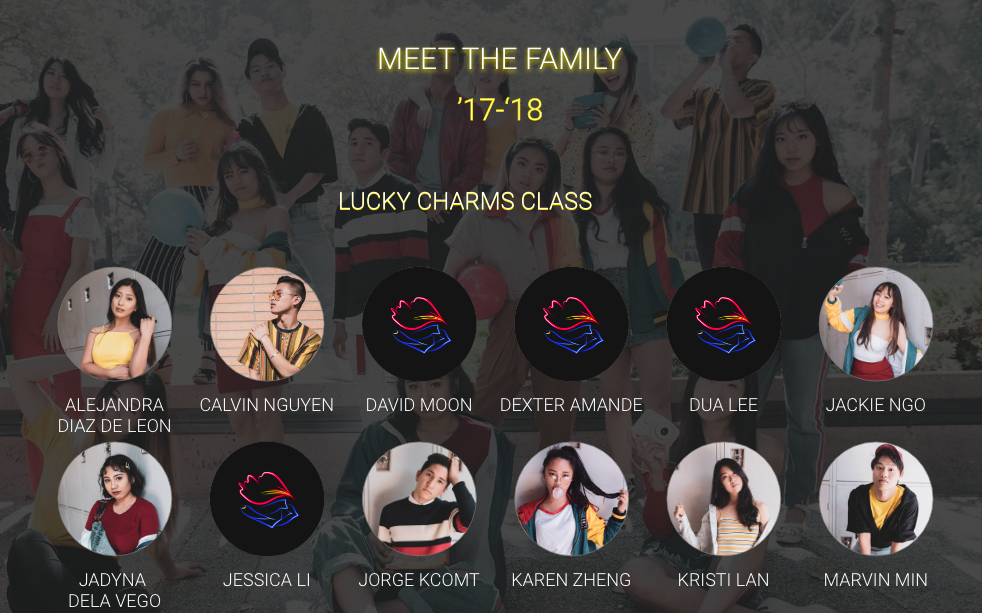 MEET THE FAMILY
’17-‘18
LUCKY CHARMS CLASS
ALEJANDRA
DIAZ DE LEON
CALVIN NGUYEN
DAVID MOON
DEXTER AMANDE
DUA LEE
JACKIE NGO
JADYNA
DELA VEGO
JESSICA LI
JORGE KCOMT
KAREN ZHENG
KRISTI LAN
MARVIN MIN